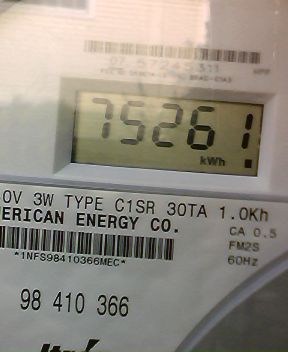 75261
kWh
0V 3W TYPE C1SR 30TA 1.0Kh
ERICAN ENERGY CO.
CA 0.5
FM2S
60Hz
*1NFS98410366MEC*
98 410 366